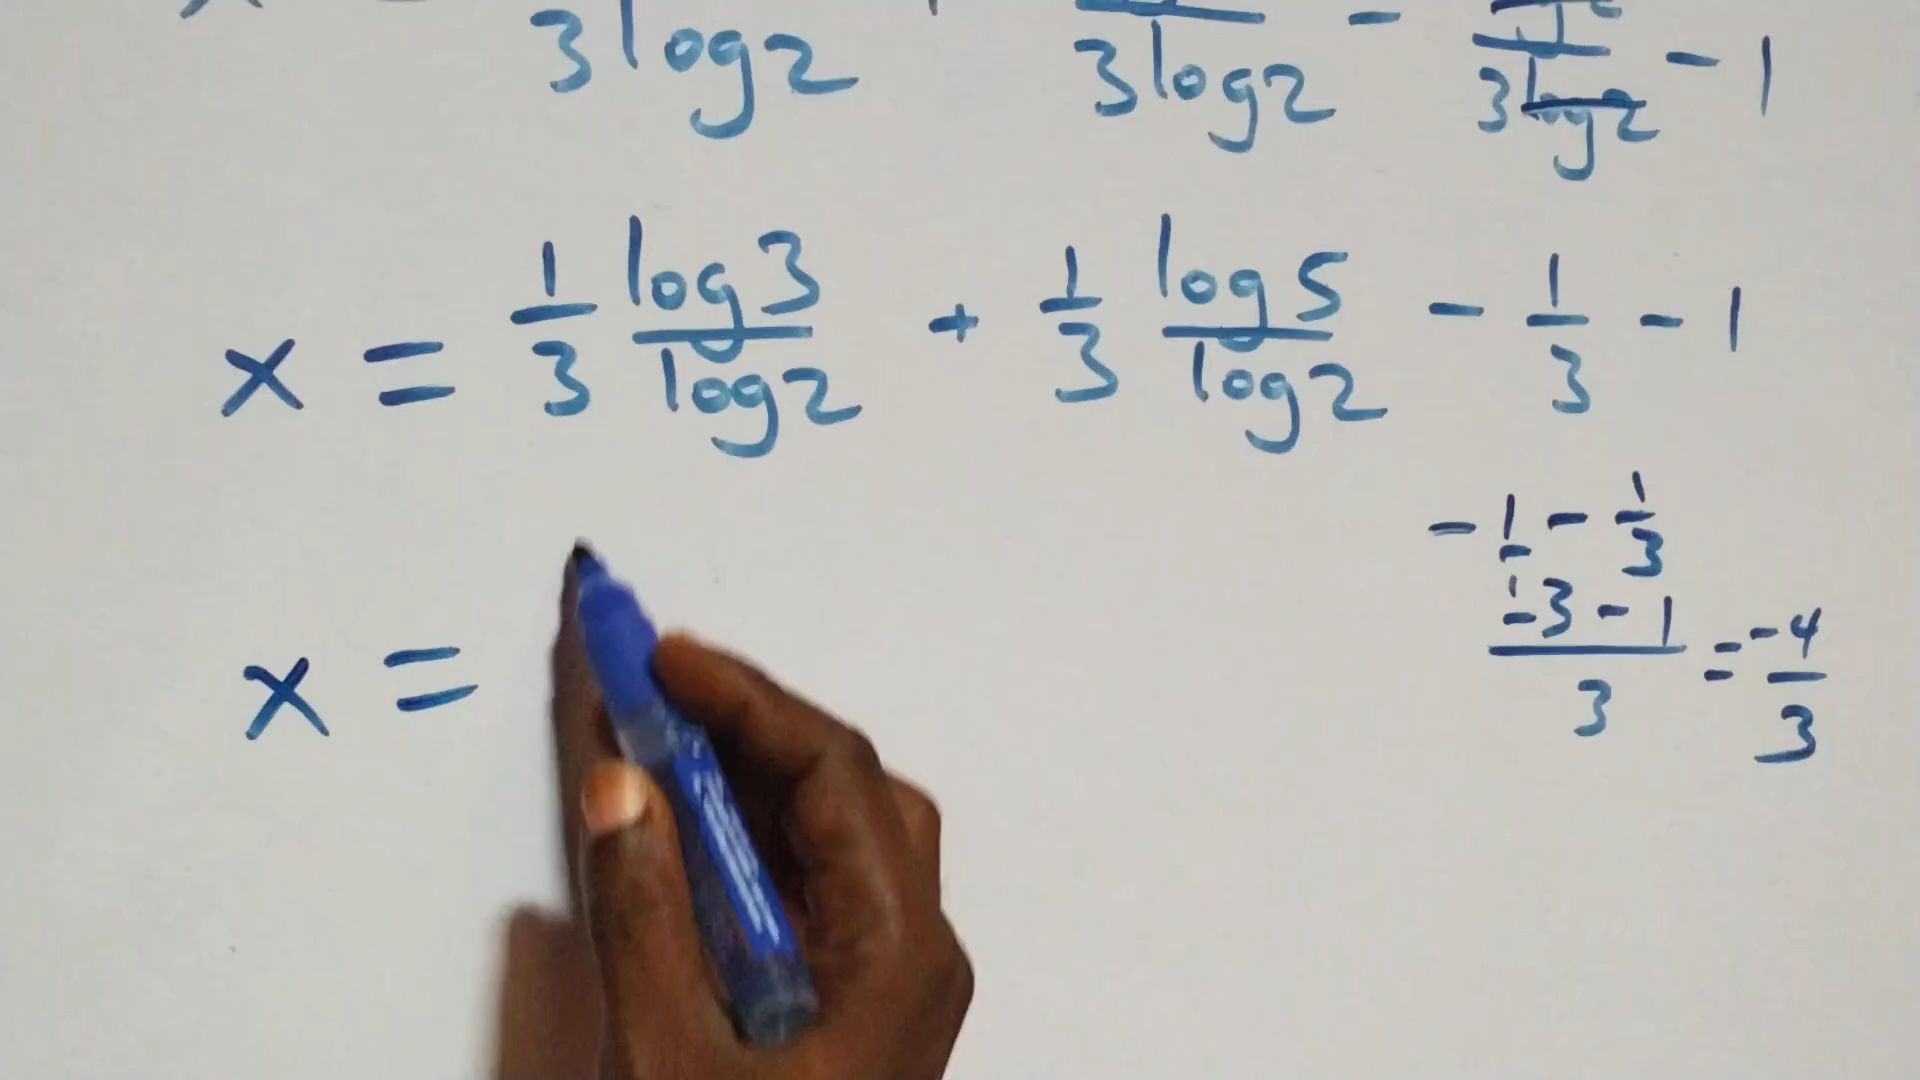 x = 3log2 + 3log2 - 3log2 - 1
x = 1/3 log3/log2 + 1/3 log5/log2 - 1/3 - 1
-1/1 - 1/3
-3 - 1/3 = -4/3
x =